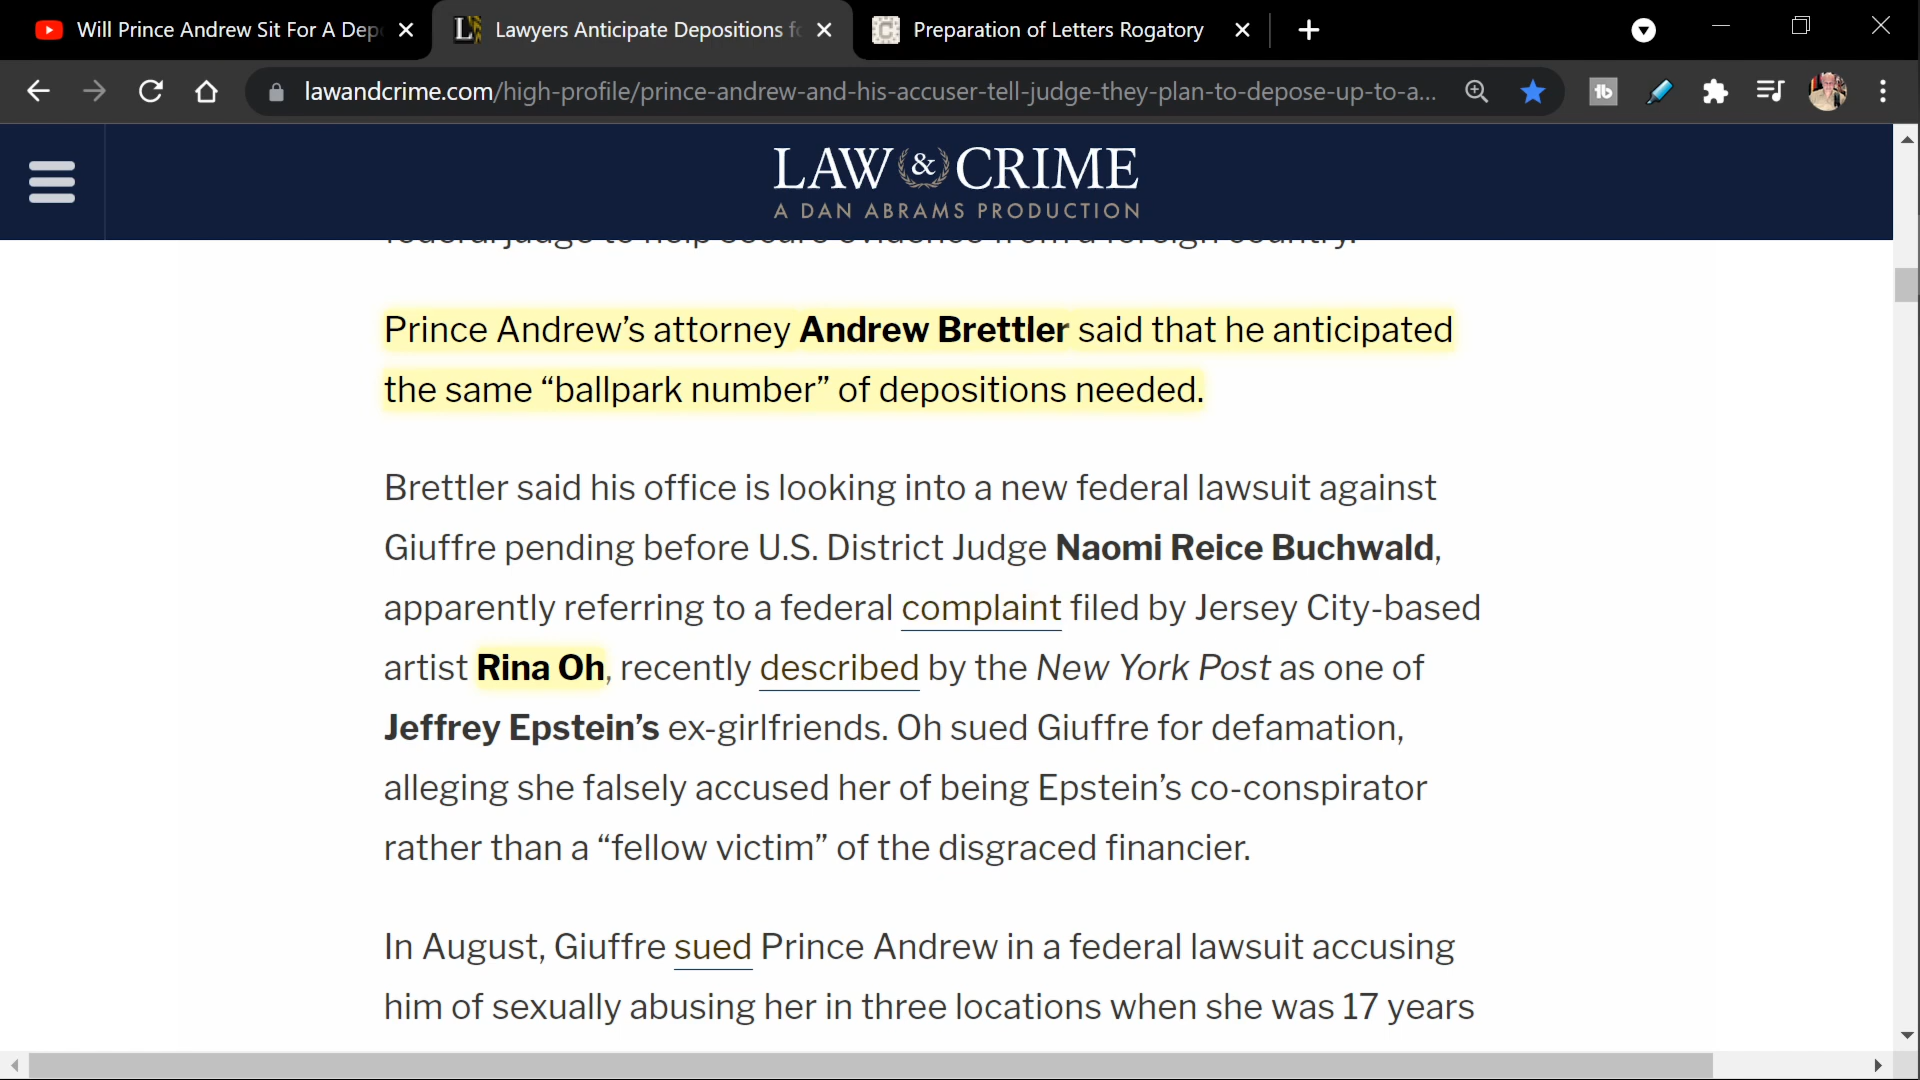 Will Prince Andrew Sit For A Dep
Lawyers Anticipate Depositions f
Preparation of Letters Rogatory
lawandcrime.com/high-profile/prince-andrew-and-his-accuser-tell-judge-they-plan-to-depose-up-to-a...
LAW & CRIME
A DAN ABRAMS PRODUCTION
federal judge to help secure evidence from a foreign country.
Prince Andrew’s attorney Andrew Brettler said that he anticipated
the same “ballpark number” of depositions needed.
Brettler said his office is looking into a new federal lawsuit against
Giuffre pending before U.S. District Judge Naomi Reice Buchwald,
apparently referring to a federal complaint filed by Jersey City-based
artist Rina Oh, recently described by the New York Post as one of
Jeffrey Epstein’s ex-girlfriends. Oh sued Giuffre for defamation,
alleging she falsely accused her of being Epstein’s co-conspirator
rather than a “fellow victim” of the disgraced financier.
In August, Giuffre sued Prince Andrew in a federal lawsuit accusing
him of sexually abusing her in three locations when she was 17 years